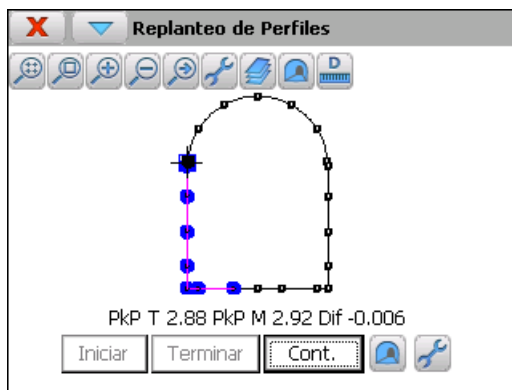 X Replanteo de Perfiles
D
PkP T 2.88 PkP M 2.92 Dif -0.006
Iniciar Terminar Cont.